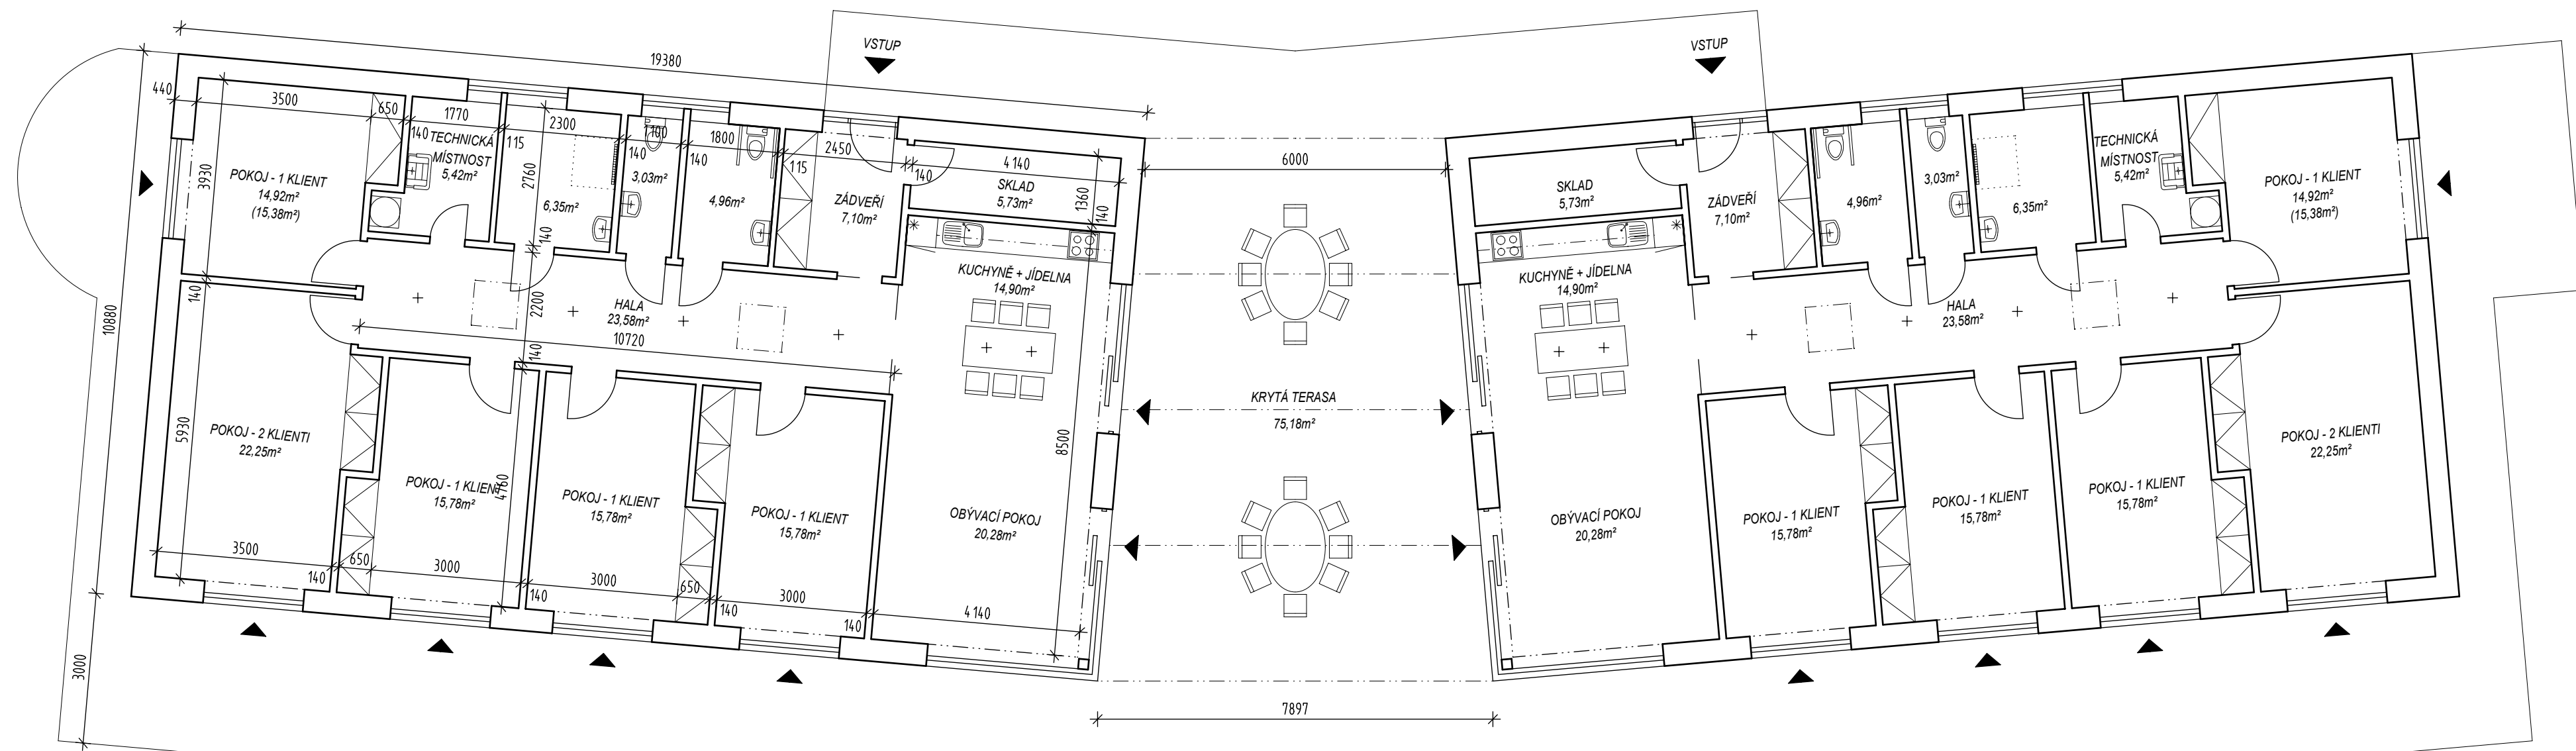 VSTUP
VSTUP
19380
440
3500
650
140
1770
115
2300
140
1100
140
1800
115
2450
140
4140
6000
TECHNICKÁ
MÍSTNOST
5,42m²
POKOJ - 1 KLIENT
14,92m²
(15,38m²)
3930
2760
6,35m²
3,03m²
4,96m²
ZÁDVEŘÍ
7,10m²
SKLAD
5,73m²
1360
140
140
140
KUCHYNĚ + JÍDELNA
14,90m²
HALA
23,58m²
10720
2200
140
10880
3000
POKOJ - 2 KLIENTI
22,25m²
5930
POKOJ - 1 KLIENT
15,78m²
4760
POKOJ - 1 KLIENT
15,78m²
POKOJ - 1 KLIENT
15,78m²
OBÝVACÍ POKOJ
20,28m²
8500
3500
140
650
3000
140
3000
650
140
3000
140
4140
KRYTÁ TERASA
75,18m²
7897
SKLAD
5,73m²
ZÁDVEŘÍ
7,10m²
4,96m²
3,03m²
6,35m²
TECHNICKÁ
MÍSTNOST
5,42m²
POKOJ - 1 KLIENT
14,92m²
(15,38m²)
KUCHYNĚ + JÍDELNA
14,90m²
HALA
23,58m²
OBÝVACÍ POKOJ
20,28m²
POKOJ - 1 KLIENT
15,78m²
POKOJ - 1 KLIENT
15,78m²
POKOJ - 1 KLIENT
15,78m²
POKOJ - 2 KLIENTI
22,25m²